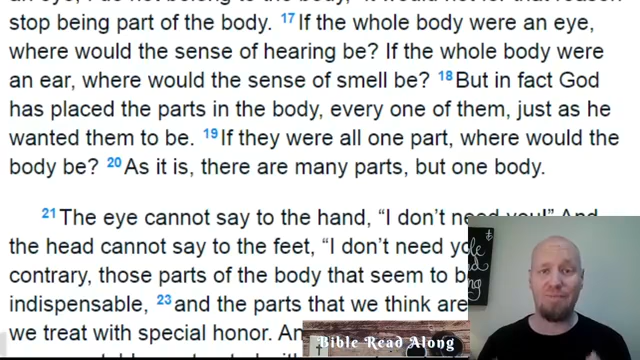 an eye, I do not belong to the body," it would not for that reason
stop being part of the body. 17 If the whole body were an eye,
where would the sense of hearing be? If the whole body were
an ear, where would the sense of smell be? 18 But in fact God
has placed the parts in the body, every one of them, just as he
wanted them to be. 19 If they were all one part, where would the
body be? 20 As it is, there are many parts, but one body.
21 The eye cannot say to the hand, “I don’t need you!” And
the head cannot say to the feet, “I don’t need yo
contrary, those parts of the body that seem to b
indispensable, 23 and the parts that we think are
we treat with special honor. An
Bible Read Along